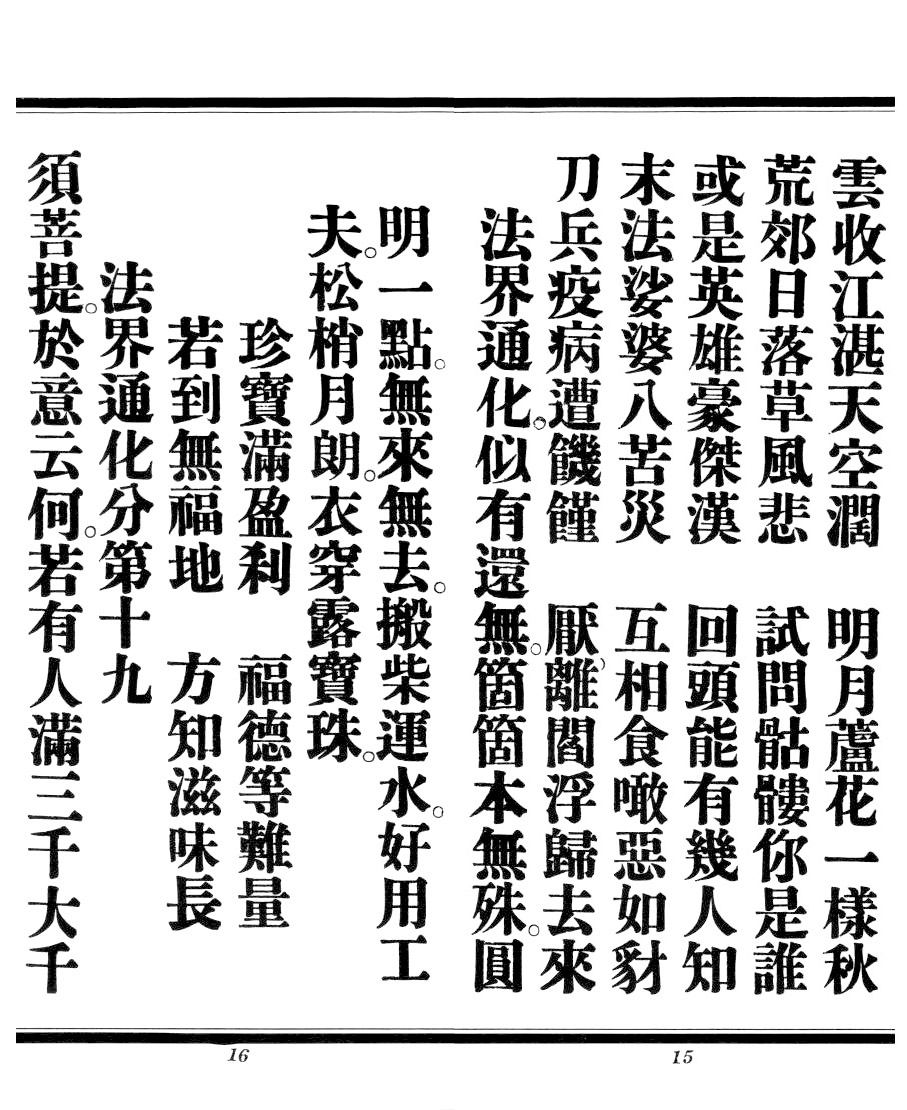 雲收江湛天空濶　明月蘆花一樣秋
荒郊日落草風悲　試問骷髏你是誰
或是英雄豪傑漢　回頭能有幾人知
末法娑婆八苦災　互相食噉惡如豺
刀兵疫病遭饑饉　厭離、閻浮歸去來
法界通化。似有還無。箇箇本無殊。圓
15
明一點。無來無去。搬柴運水。好用工
夫。松梢月朗。衣穿露寶珠。
珍寶滿盈利　福德等難量
若到無福地　方知滋味長
法界通化分第十九
須菩提。於意云何。若有人滿三千大千
16